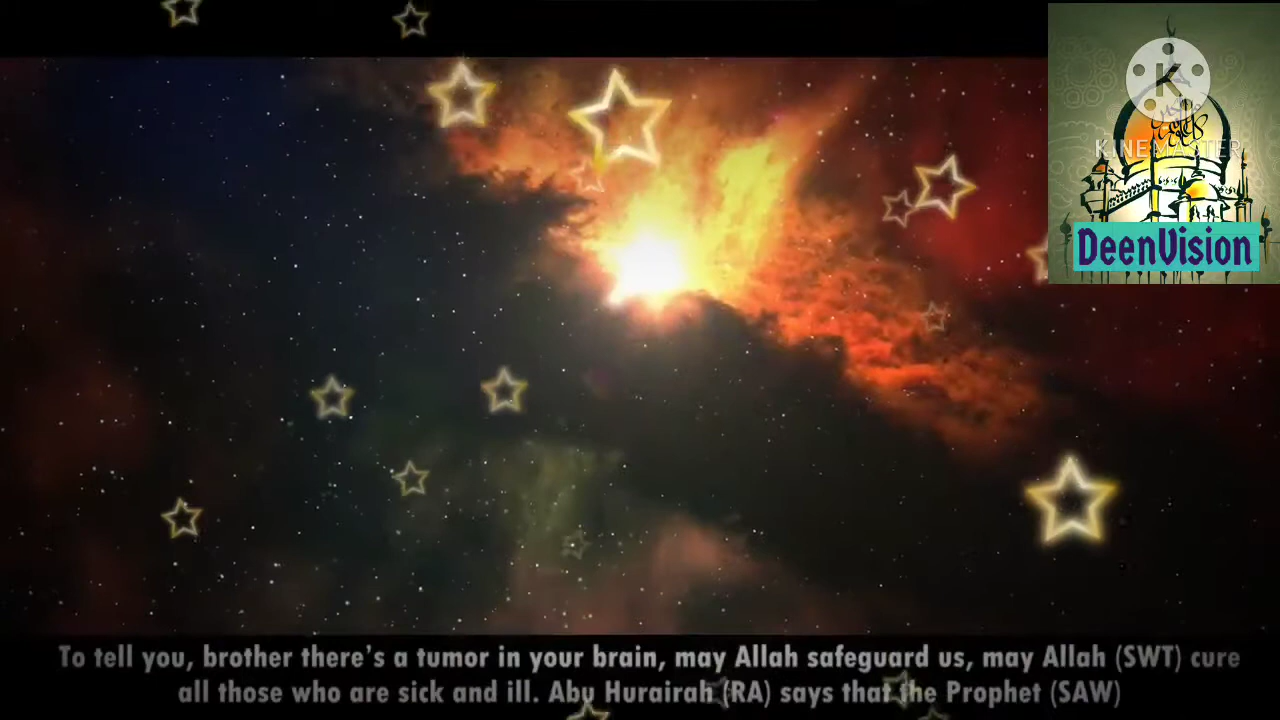 K
KINEMASTER
DeenVision
To tell you, brother there's a tumor in your brain, may Allah safeguard us, may Allah (SWT) cure
all those who are sick and ill. Abu Hurairah (RA) says that the Prophet (SAW)